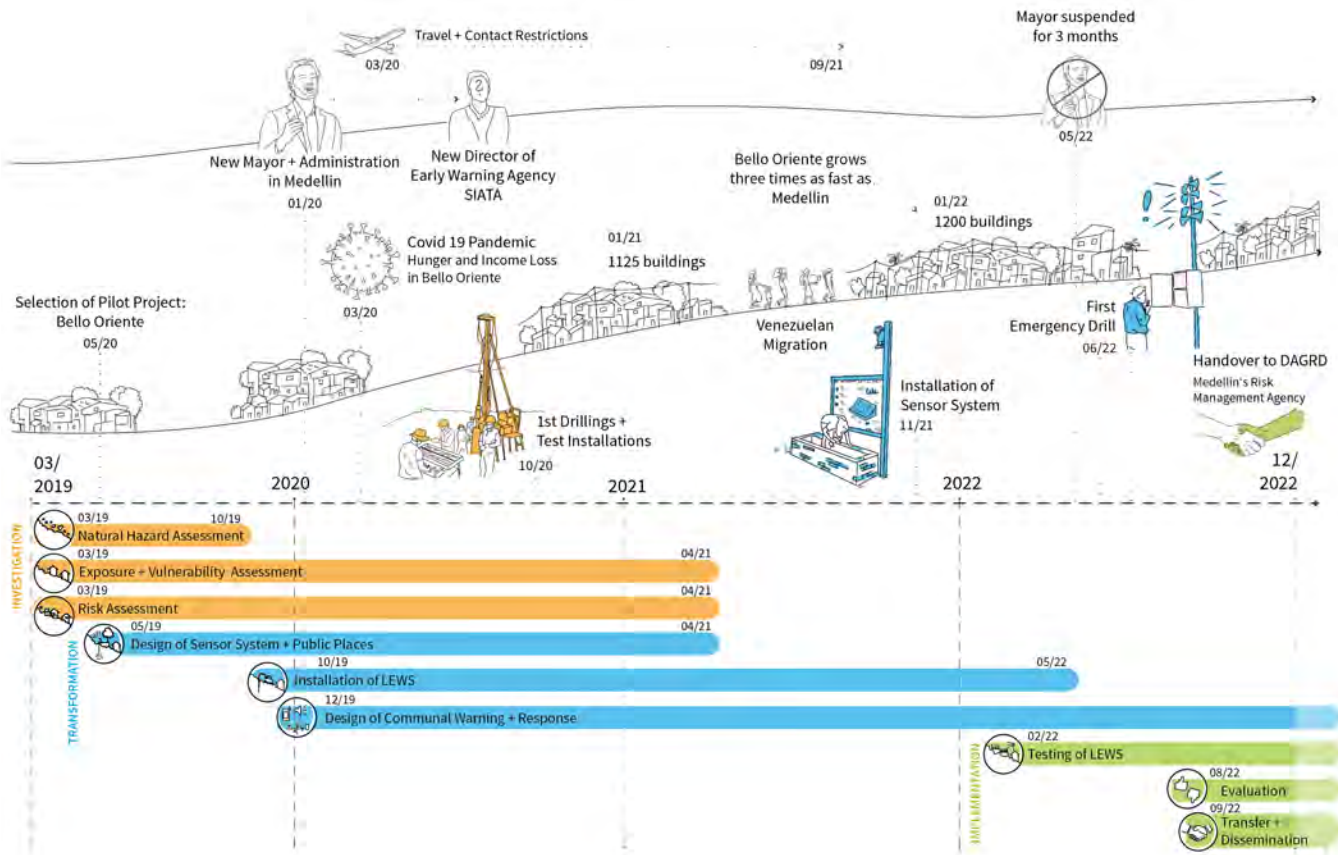 Mayor suspended
for 3 months
Travel + Contact Restrictions
03/20
09/21
05/22
New Mayor + Administration
in Medellin
01/20
New Director of
Early Warning Agency
SIATA
Bello Oriente grows
three times as fast as
Medellin
01/22
1200 buildings
Covid 19 Pandemic
Hunger and Income Loss
in Bello Oriente
03/20
01/21
1125 buildings
Selection of Pilot Project:
Bello Oriente
05/20
Venezuelan
Migration
First
Emergency Drill
06/22
Handover to DAGRD
Medellin's Risk
Management Agency
1st Drillings +
Test Installations
10/20
Installation of
Sensor System
11/21
03/
2019
2020
2021
2022
12/
2022
INVESTIGATION
03/19
10/19
Natural Hazard Assessment
03/19
04/21
Exposure + Vulnerability Assessment
03/19
04/21
Risk Assessment
TRANSFORMATION
05/19
04/21
Design of Sensor System + Public Places
10/19
05/22
Installation of LEWS
12/19
Design of Communal Warning + Response
IMPLEMENTATION
02/22
Testing of LEWS
08/22
Evaluation
09/22
Transfer +
Dissemination